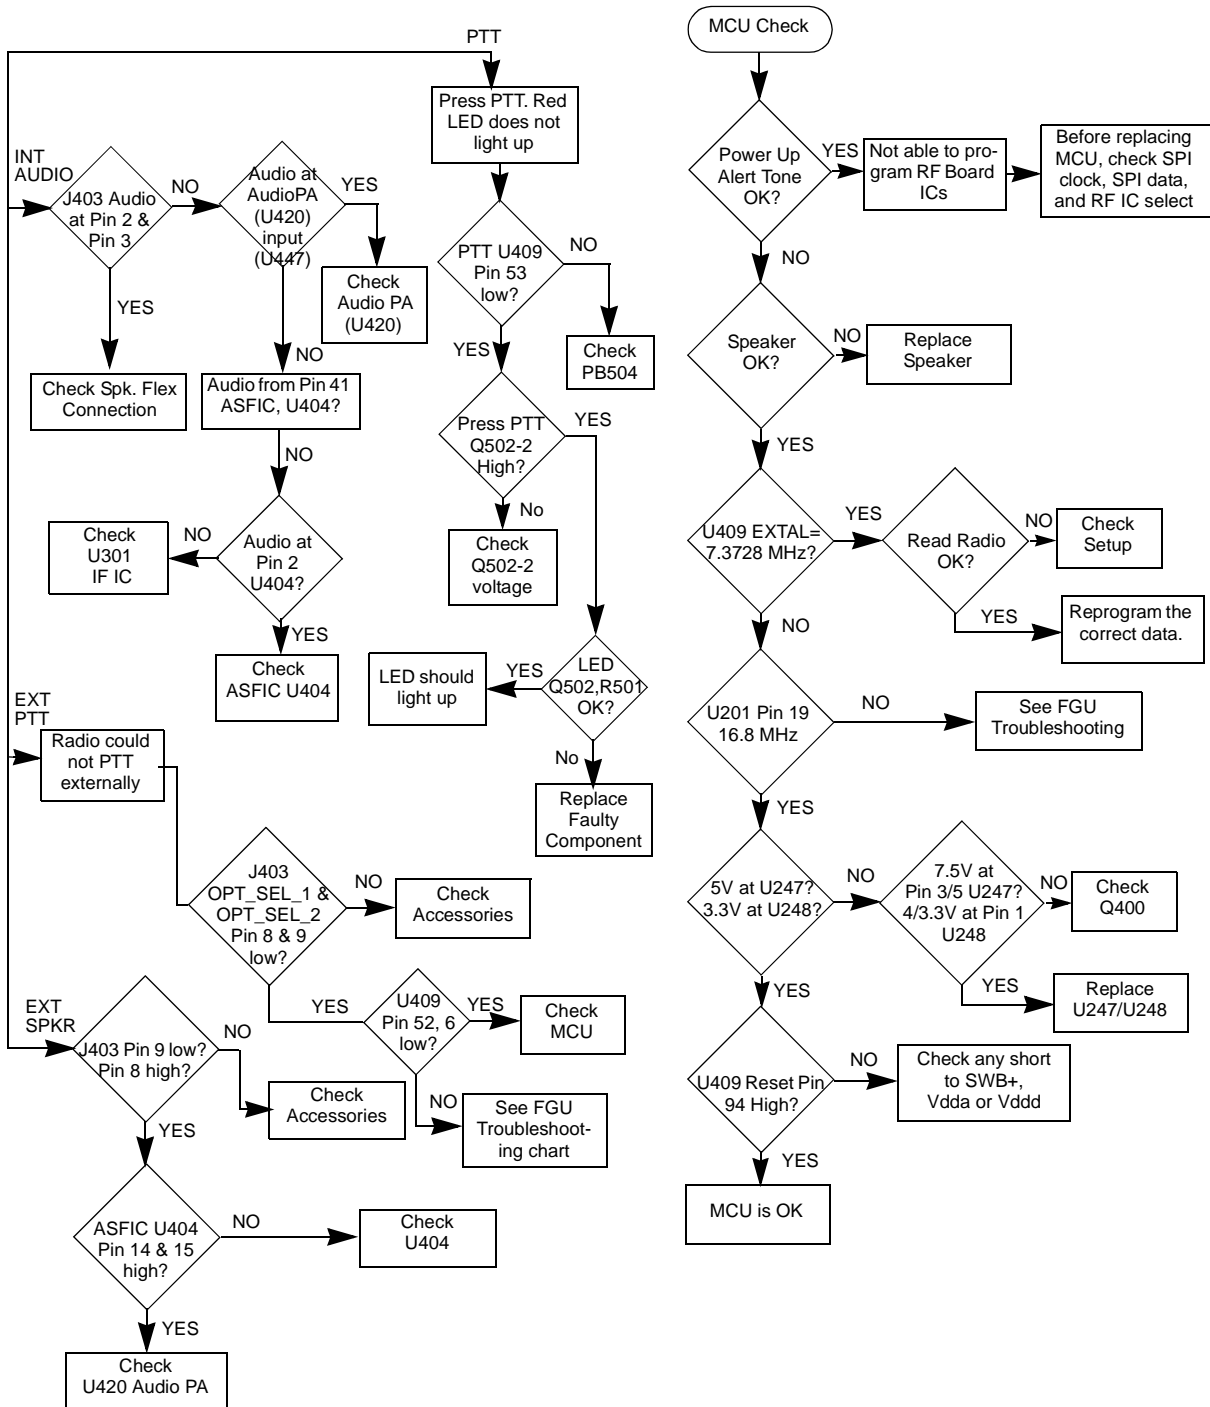 PTT
Press PTT. Red
LED does not
light up
INT
AUDIO
J403 Audio
at Pin 2 &
Pin 3
NO
Audio at
AudioPA
(U420)
input
(U447)
YES
Check
Audio PA
(U420)
YES
Check Spk. Flex
Connection
NO
Audio from Pin 41
ASFIC, U404?
NO
Audio at
Pin 2
U404?
NO
Check
U301
IF IC
YES
Check
ASFIC U404
PTT U409
Pin 53
low?
NO
Check
PB504
YES
Press PTT
Q502-2
High?
YES
No
Check
Q502-2
voltage
LED
Q502,R501
OK?
YES
LED should
light up
No
Replace
Faulty
Component
EXT
PTT
Radio could
not PTT
externally
J403
OPT_SEL_1 &
OPT_SEL_2
Pin 8 & 9
low?
NO
Check
Accessories
YES
U409
Pin 52, 6
low?
YES
Check
MCU
NO
See FGU
Troubleshoot-
ing chart
EXT
SPKR
J403 Pin 9 low?
Pin 8 high?
NO
Check
Accessories
YES
ASFIC U404
Pin 14 & 15
high?
NO
Check
U404
YES
Check
U420 Audio PA
MCU Check
Power Up
Alert Tone
OK?
YES
Not able to pro-
gram RF Board
ICs
Before replacing
MCU, check SPI
clock, SPI data,
and RF IC select
NO
Speaker
OK?
NO
Replace
Speaker
YES
U409 EXTAL=
7.3728 MHz?
YES
Read Radio
OK?
NO
Check
Setup
YES
Reprogram the
correct data.
NO
U201 Pin 19
16.8 MHz
NO
See FGU
Troubleshooting
YES
5V at U247?
3.3V at U248?
NO
7.5V at
Pin 3/5 U247?
4/3.3V at Pin 1
U248
NO
Check
Q400
YES
Replace
U247/U248
YES
U409 Reset Pin
94 High?
NO
Check any short
to SWB+,
Vdda or Vddd
YES
MCU is OK